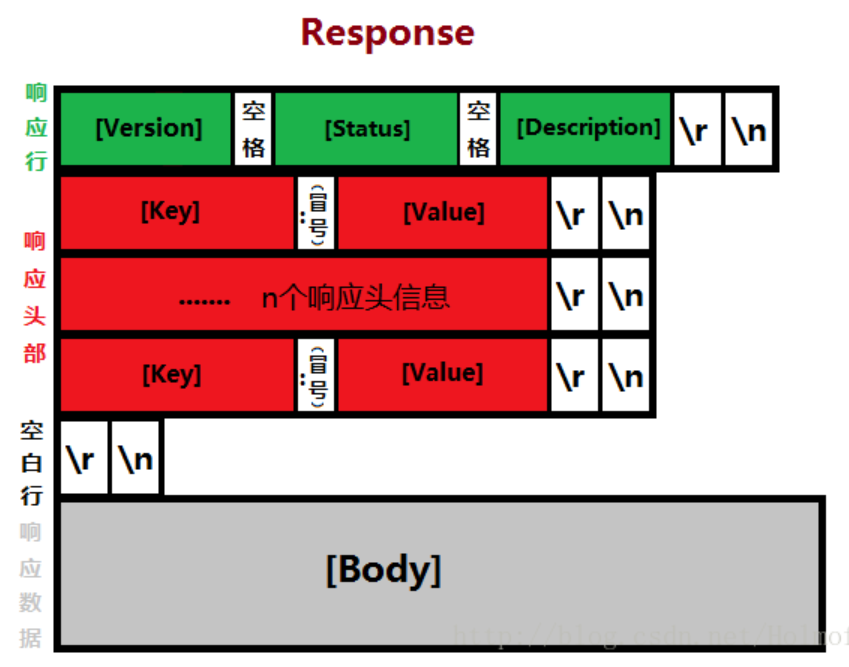 Response
响应行 [Version] 空格 [Status] 空格 [Description] \r \n
响应头部
[Key] :(冒号) [Value] \r \n
....... n个响应头信息 \r \n
[Key] :(冒号) [Value] \r \n
空白行 \r \n
响应数据 [Body]
http://blog.csdn.net/